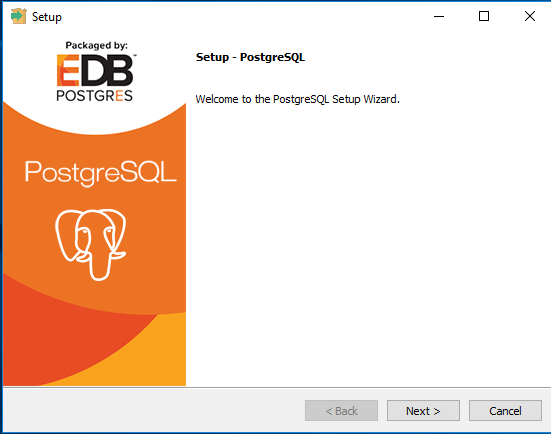 Setup
Packaged by:
EDB
POSTGRES
Setup - PostgreSQL
Welcome to the PostgreSQL Setup Wizard.
PostgreSQL
< Back
Next >
Cancel